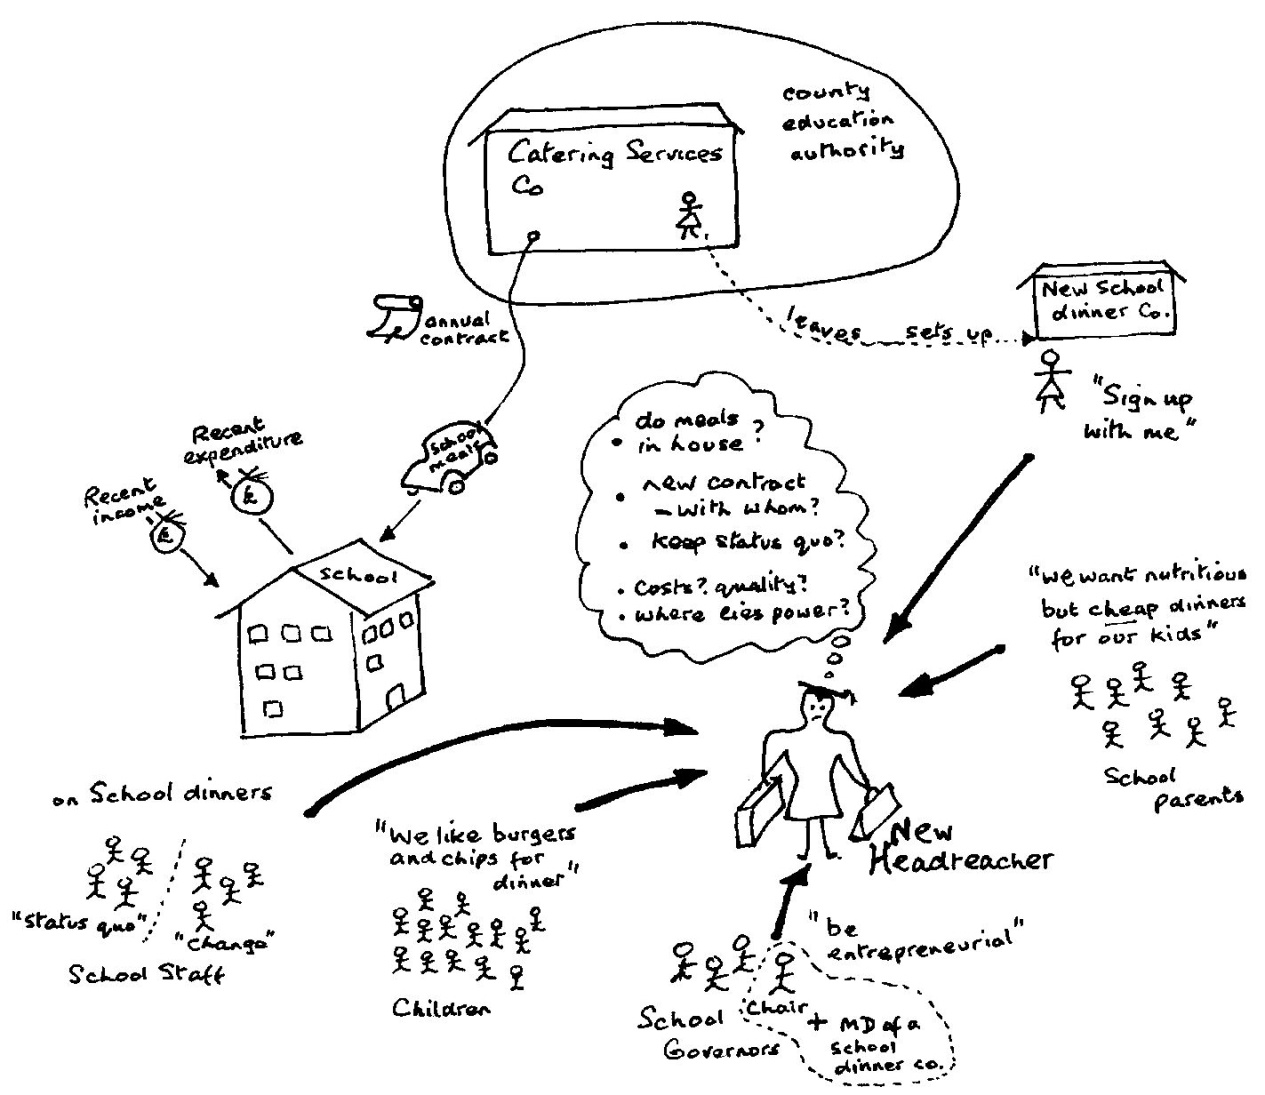 county
education
authority
Catering Services
Co
New School
dinner Co.
annual
contract
leaves sets up
"Sign up
with me"
School
meals
Recent
expenditure
£
Recent
income
£
School
do meals
in house?
new contract
- with whom?
keep status quo?
costs? quality?
where lies power?
"we want nutritious
but cheap dinners
for our kids"
School
parents
on School dinners
"status quo"
"change"
School Staff
"We like burgers
and chips for
dinner"
Children
New
Headteacher
"be
entrepreneurial"
Chair
School
Governors
+ MD of a
school
dinner co.